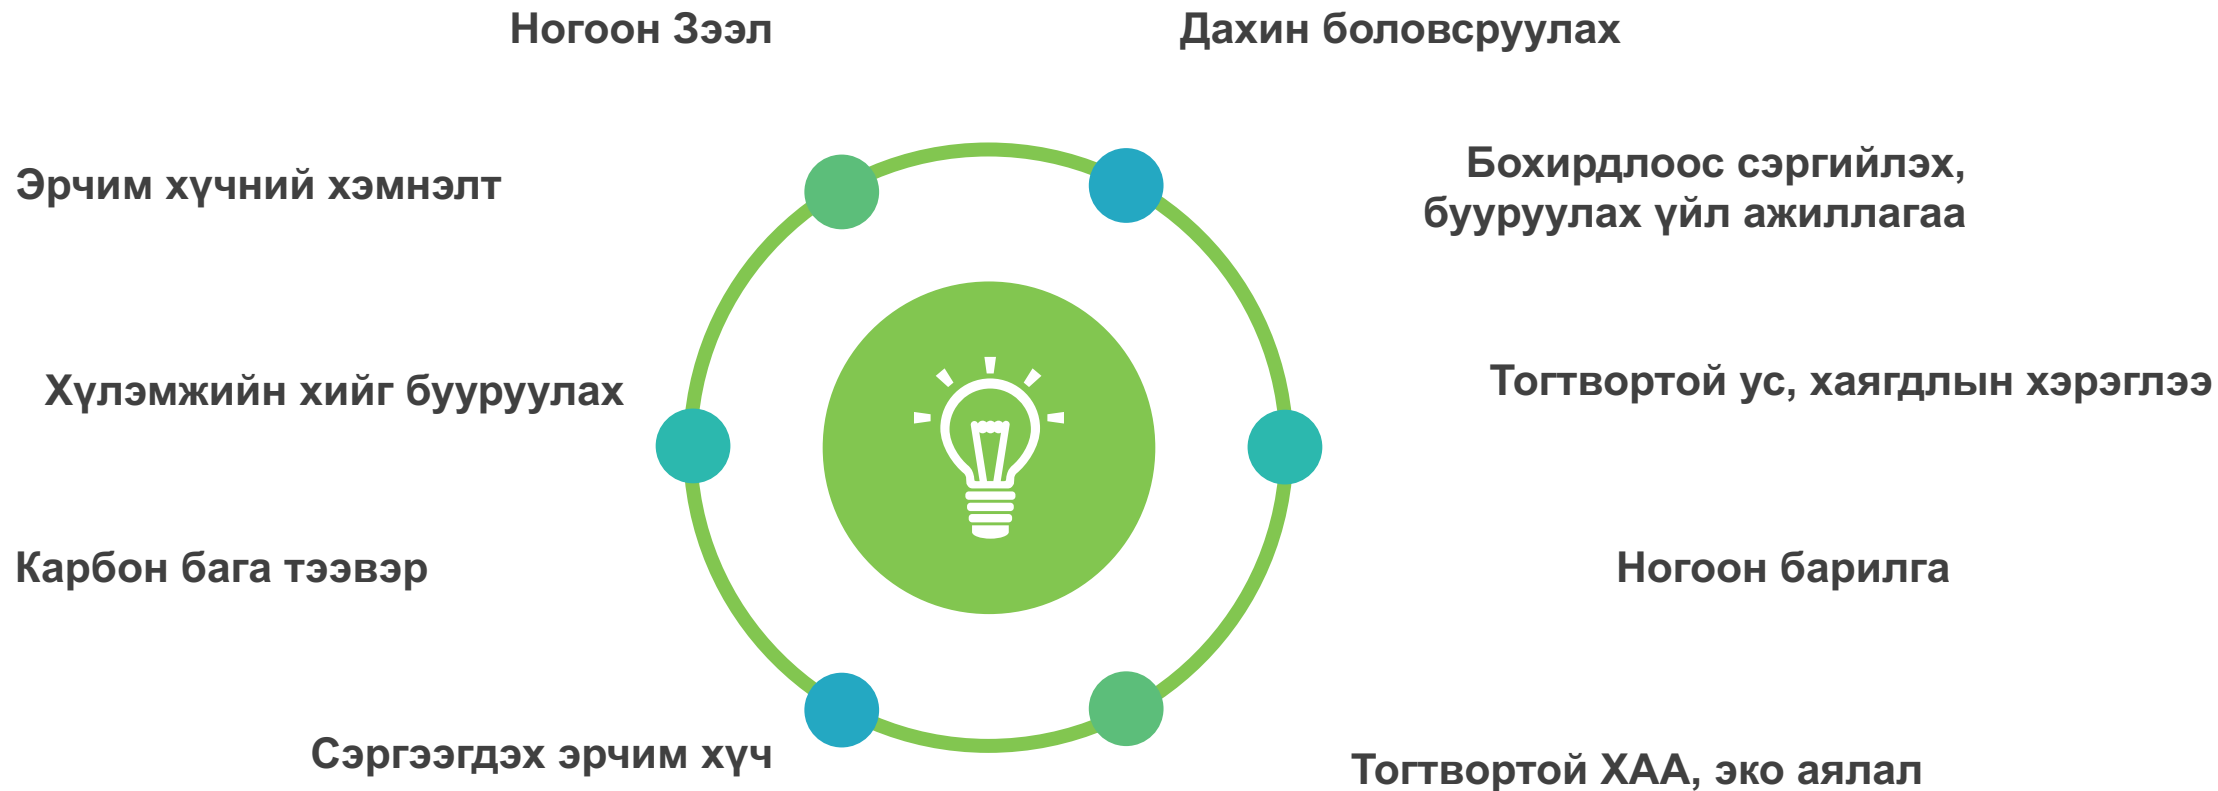 Ногоон Зээл
Дахин боловсруулах
Эрчим хүчний хэмнэлт
Бохирдлоос сэргийлэх,
бууруулах үйл ажиллагаа
Хүлэмжийн хийг бууруулах
Тогтвортой ус, хаягдлын хэрэглээ
Карбон бага тээвэр
Ногоон барилга
Сэргээгдэх эрчим хүч
Тогтвортой ХАА, эко аялал